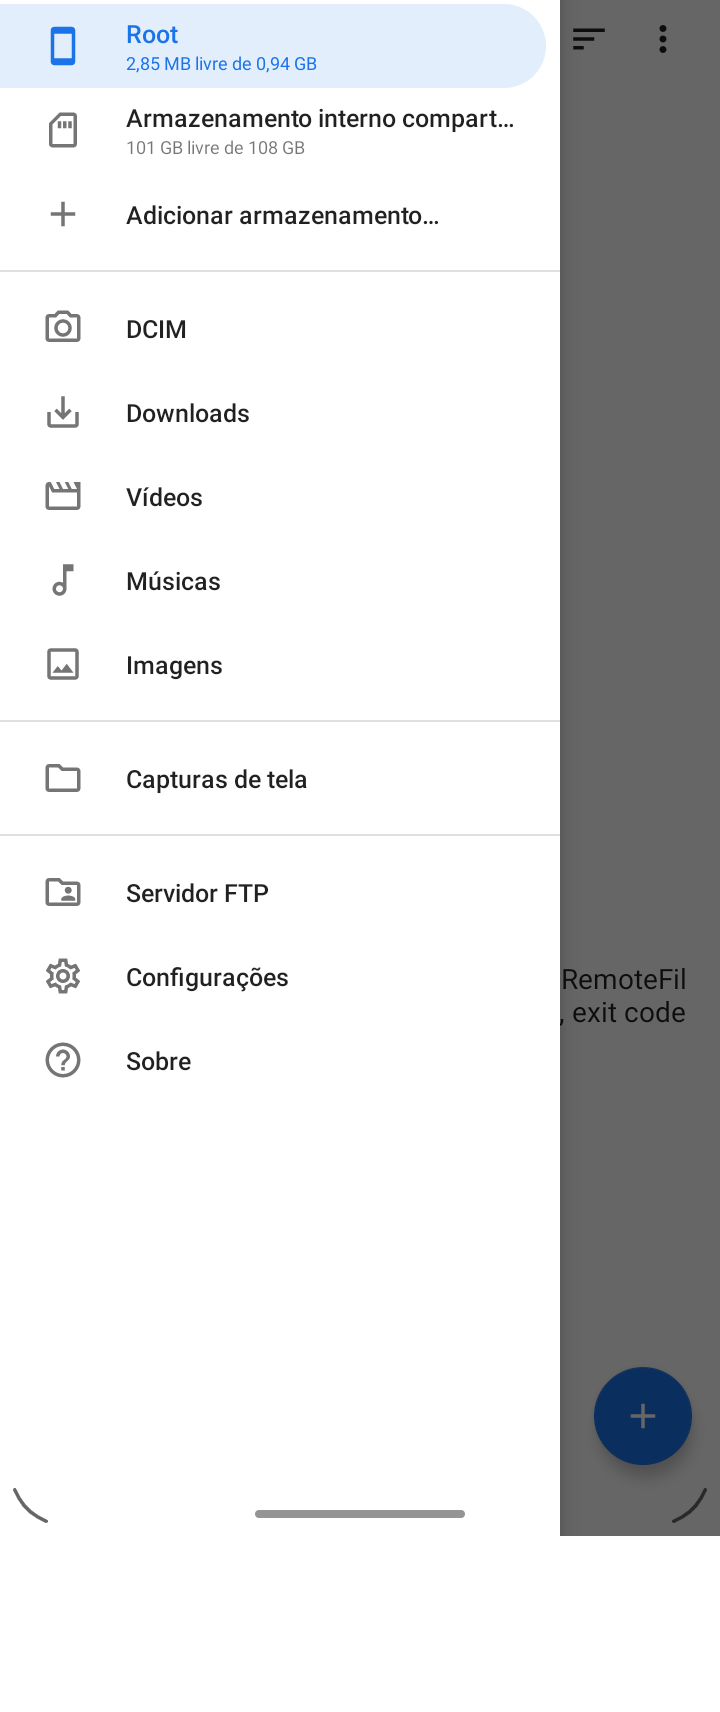 Root
2,85 MB livre de 0,94 GB
Armazenamento interno compart...
101 GB livre de 108 GB
Adicionar armazenamento...
DCIM
Downloads
Vídeos
Músicas
Imagens
Capturas de tela
Servidor FTP
Configurações
Sobre
RemoteFil
, exit code